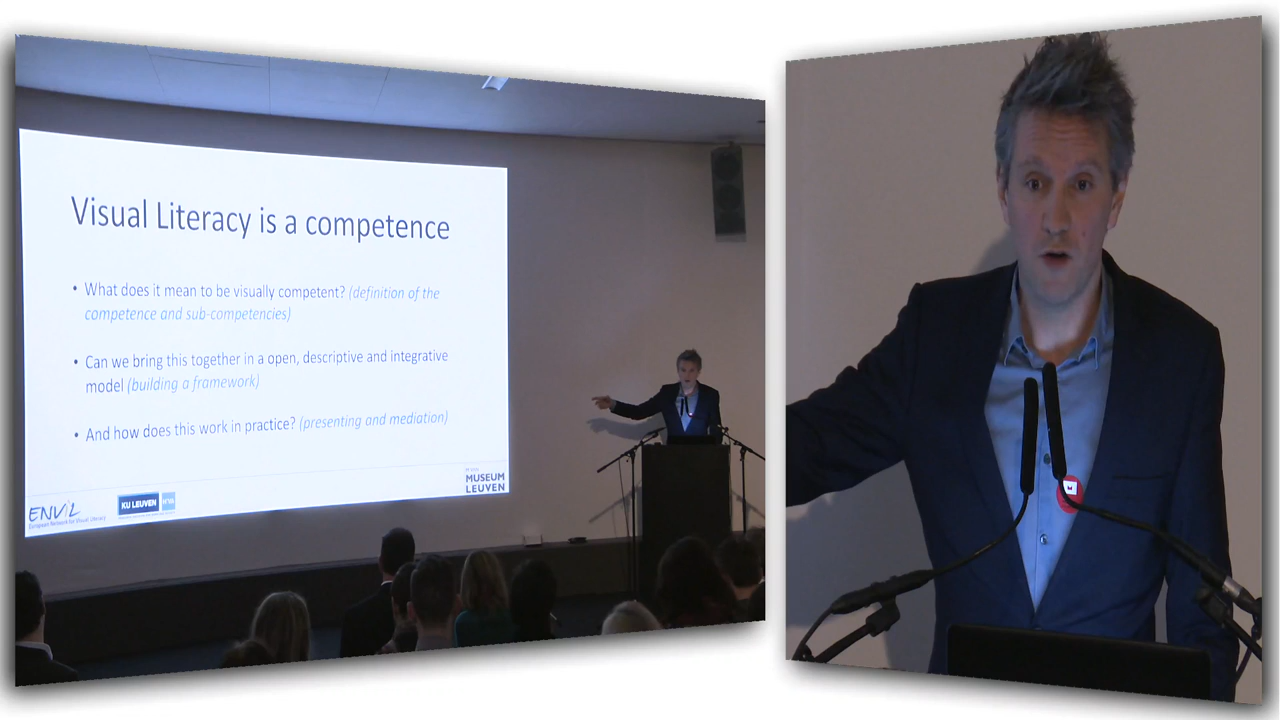 Visual Literacy is a competence
• What does it mean to be visually competent? (definition of the
competence and sub-competencies)
• Can we bring this together in a open, descriptive and integrative
model (building a framework)
• And how does this work in practice? (presenting and mediation)
ENViL
European Network for Visual Literacy
KU LEUVEN
MUSEUM
LEUVEN
M